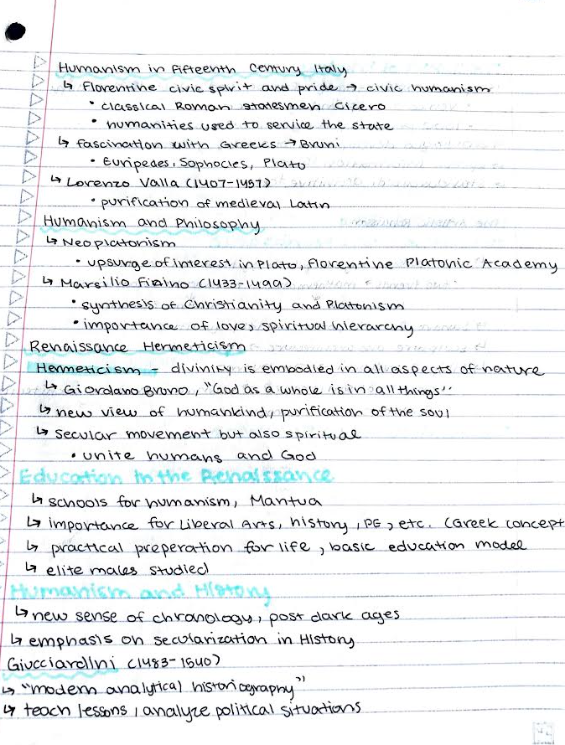 Humanism in Fifteenth Century Italy
↳ Florentine civic spirit and pride → civic humanism
• classical Roman statesmen Cicero
• humanities used to service the state
↳ fascination with Greeks → Bruni
• Euripedes, Sophocles, Plato
↳ Lorenzo Valla (1407-1457)
• purification of medieval Latin
Humanism and Philosophy
↳ Neoplatonism
• upsurge of interest in Plato, Florentine Platonic Academy
↳ Marsilio Ficino (1433-1499)
• synthesis of Christianity and Platonism
• importance of love, spiritual hierarchy
Renaissance Hermeticism
Hermeticism - divinity is embodied in all aspects of nature
↳ Giordano Bruno, "God as a whole is in all things"
↳ new view of humankind, purification of the soul
↳ secular movement but also spiritual
• unite humans and God
Education in the Renaissance
↳ schools for humanism, Mantua
↳ importance for Liberal Arts, history, PE, etc. (Greek concept
↳ practical preperation for life, basic education model
↳ elite males studied
Humanism and History
↳ new sense of chronology, post dark ages
↳ emphasis on secularization in History
Giucciardini (1483-1540)
↳ "modern analytical historiography"
↳ teach lessons, analyze political situations